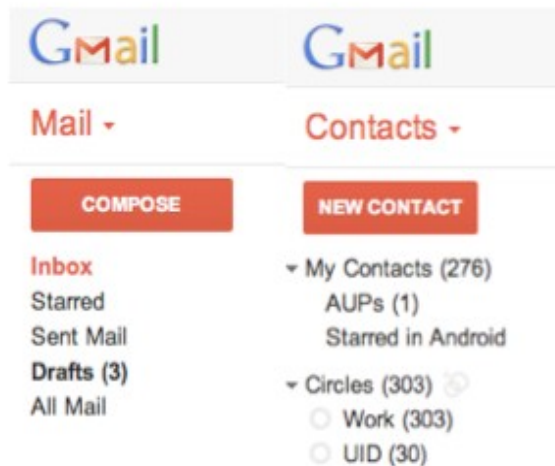 Gmail
Mail
COMPOSE
Inbox
Starred
Sent Mail
Drafts (3)
All Mail
Gmail
Contacts
NEW CONTACT
My Contacts (276)
AUPs (1)
Starred in Android
Circles (303)
Work (303)
UID (30)